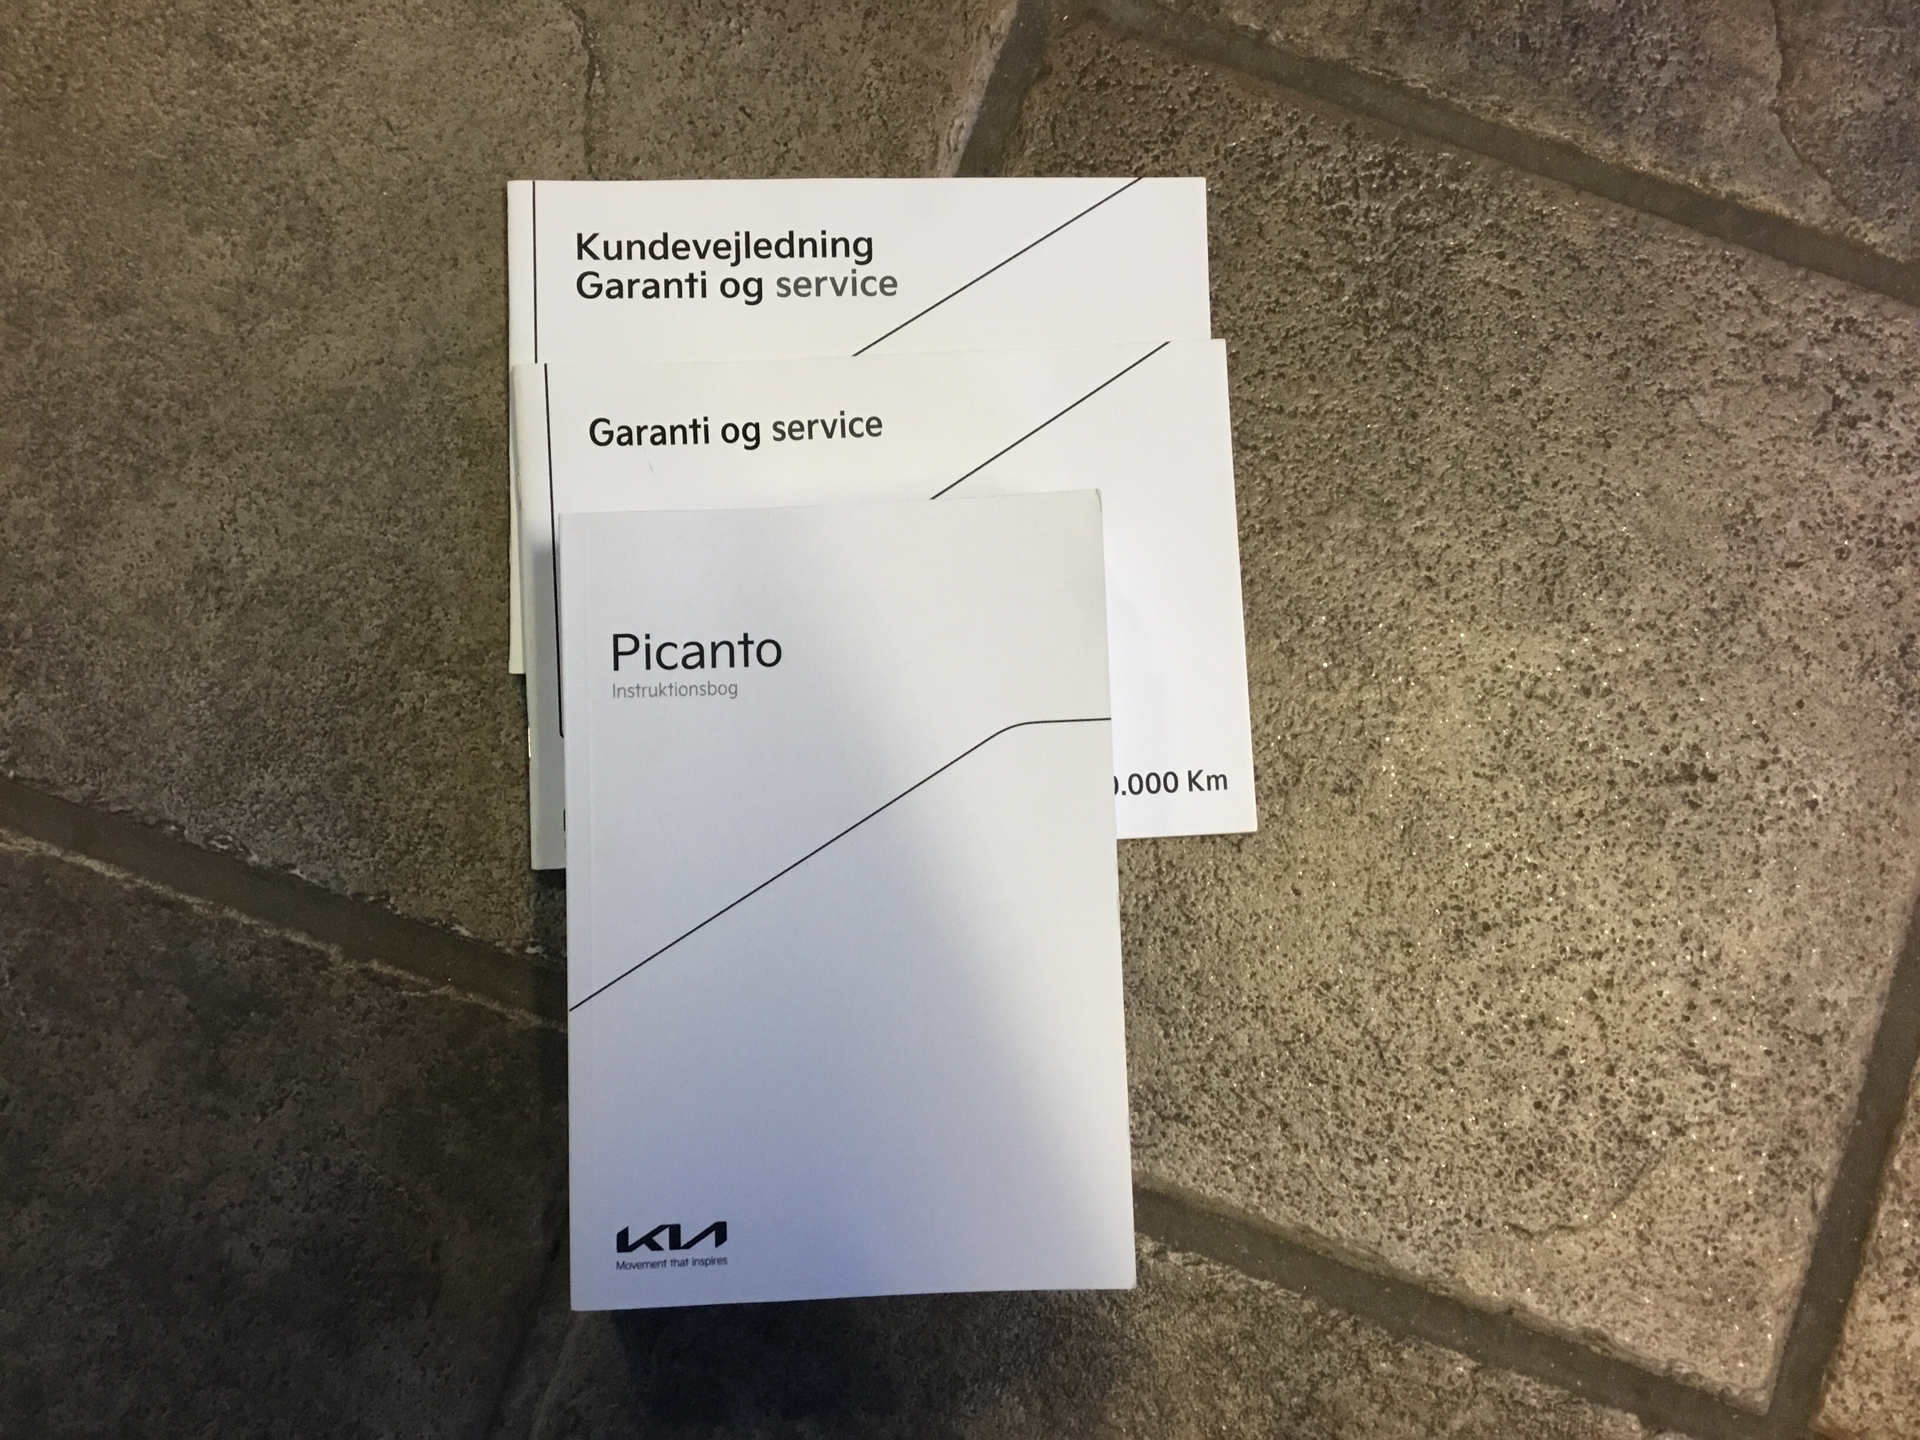 Kundevejledning
Garanti og service
Garanti og service
Picanto
Instruktionsbog
.000 Km
KIA
Movement that inspires